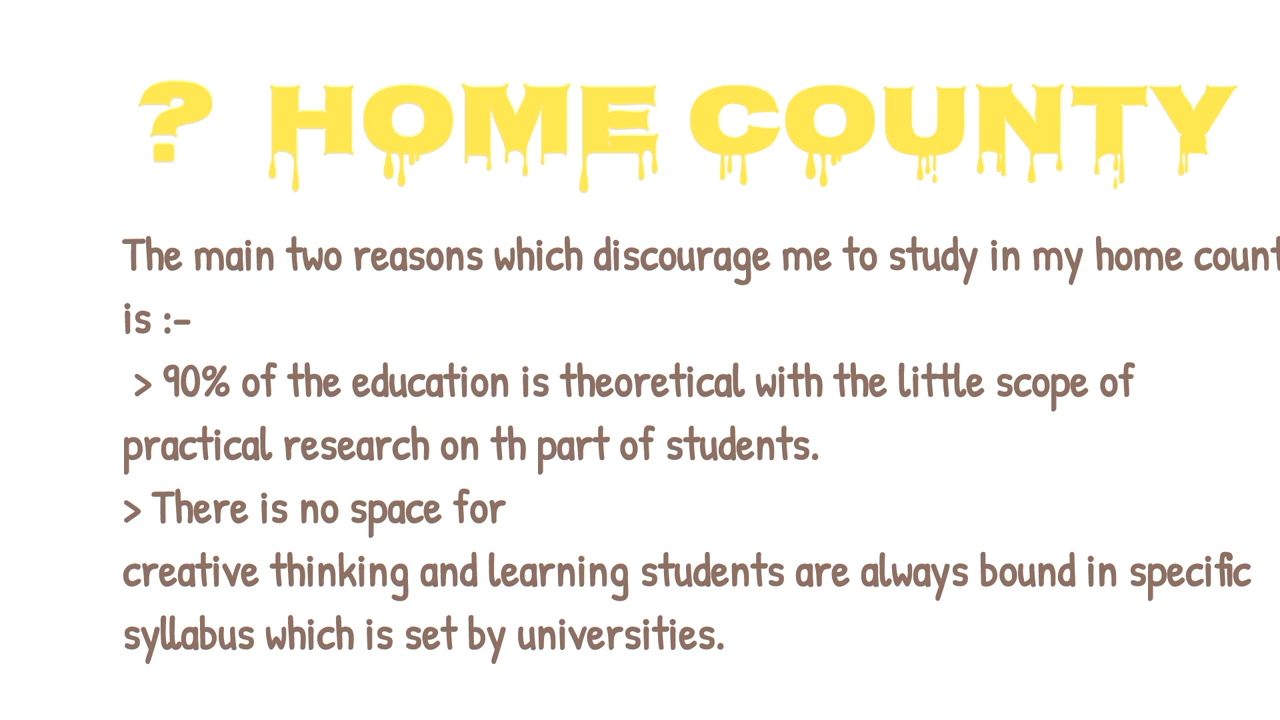 ? HOME COUNTY
The main two reasons which discourage me to study in my home count
is :-
> 90% of the education is theoretical with the little scope of
practical research on th part of students.
> There is no space for
creative thinking and learning students are always bound in specific
syllabus which is set by universities.